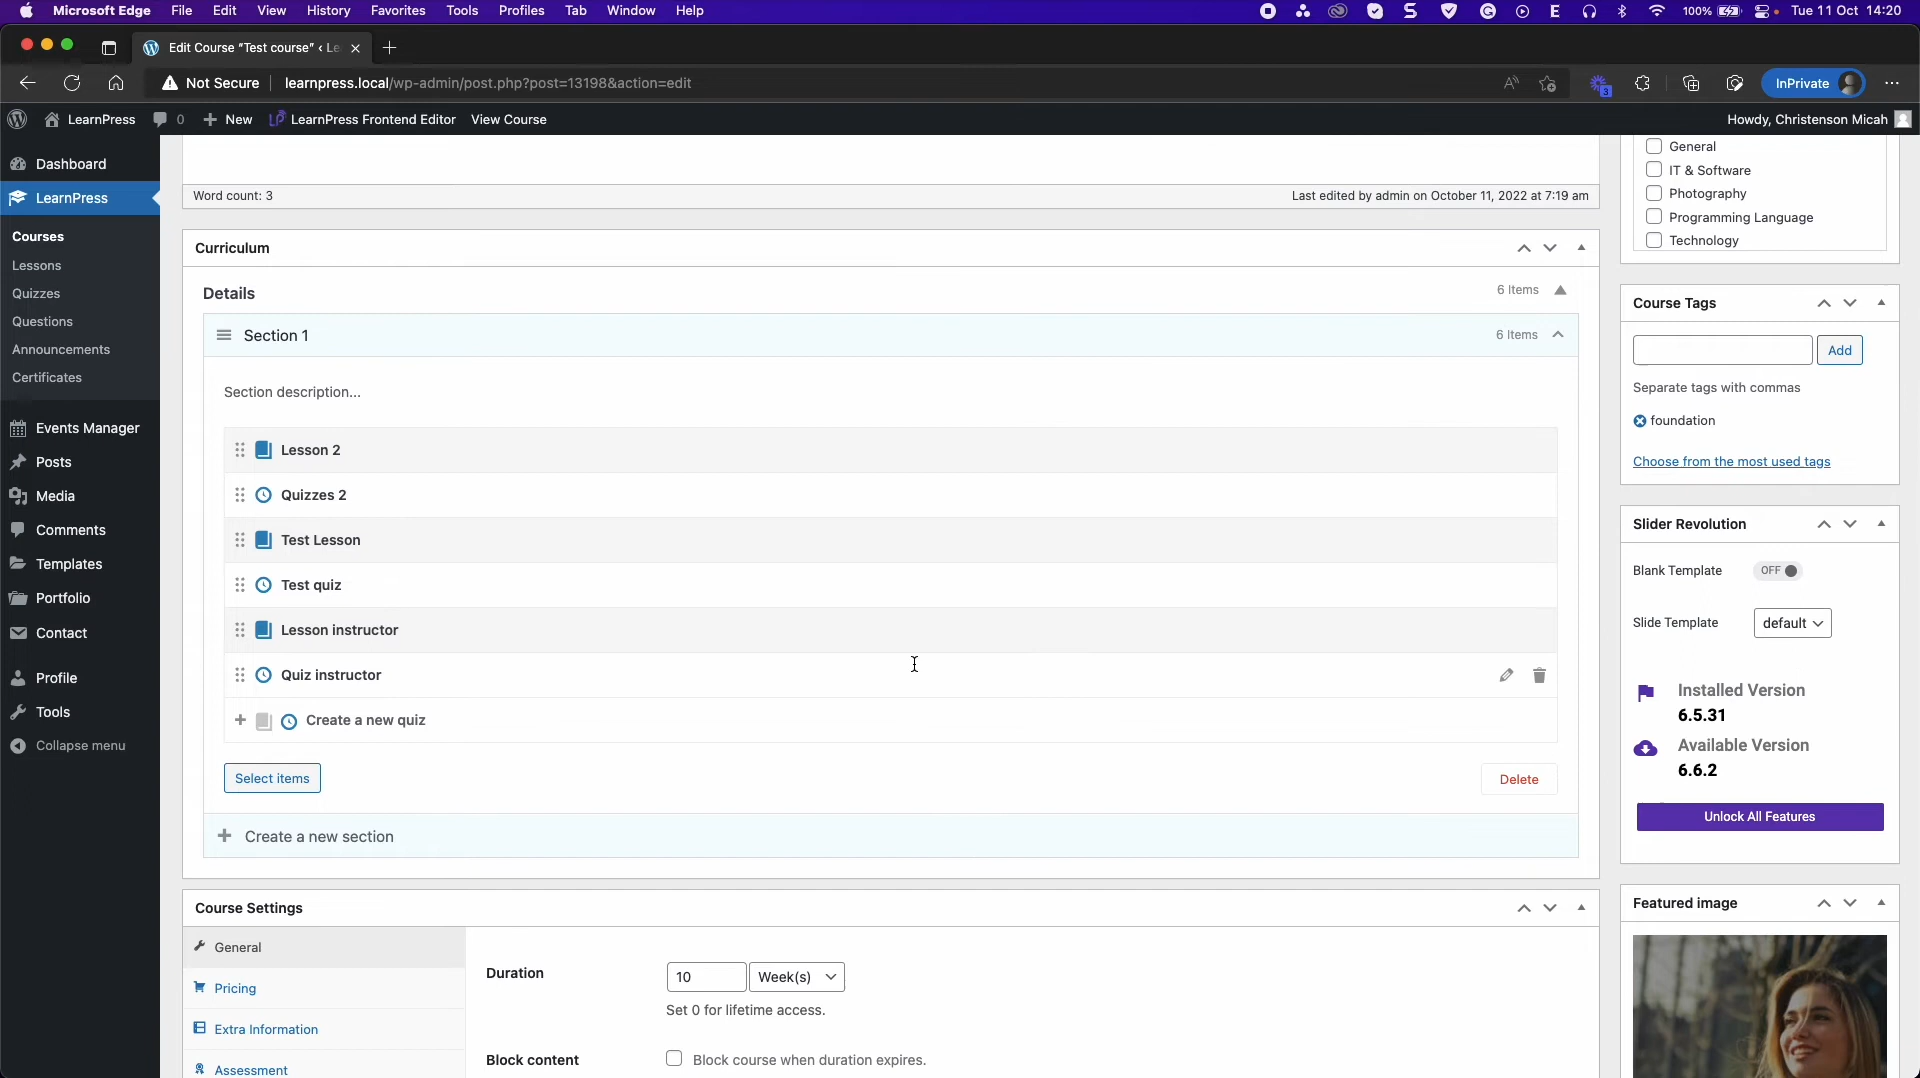 Microsoft Edge File Edit View History Favorites Tools Profiles Tab Window Help 100% Tue 11 Oct 14:20
Edit Course "Test course" ‹ Le
Not Secure learnpress.local/wp-admin/post.php?post=13198&action=edit 3 InPrivate
LearnPress 0 New LearnPress Frontend Editor View Course Howdy, Christenson Micah
Dashboard
LearnPress
Courses
Lessons
Quizzes
Questions
Announcements
Certificates
Events Manager
Posts
Media
Comments
Templates
Portfolio
Contact
Profile
Tools
Collapse menu
Word count: 3 Last edited by admin on October 11, 2022 at 7:19 am
Curriculum
Details 6 Items
Section 1 6 Items
Section description...
Lesson 2
Quizzes 2
Test Lesson
Test quiz
Lesson instructor
Quiz instructor
Create a new quiz
Select items Delete
Create a new section
Course Settings
General
Pricing
Extra Information
Assessment
Duration 10 Week(s)
Set 0 for lifetime access.
Block content Block course when duration expires.
General
IT & Software
Photography
Programming Language
Technology
Course Tags
Add
Separate tags with commas
foundation
Choose from the most used tags
Slider Revolution
Blank Template OFF
Slide Template default
Installed Version
6.5.31
Available Version
6.6.2
Unlock All Features
Featured image